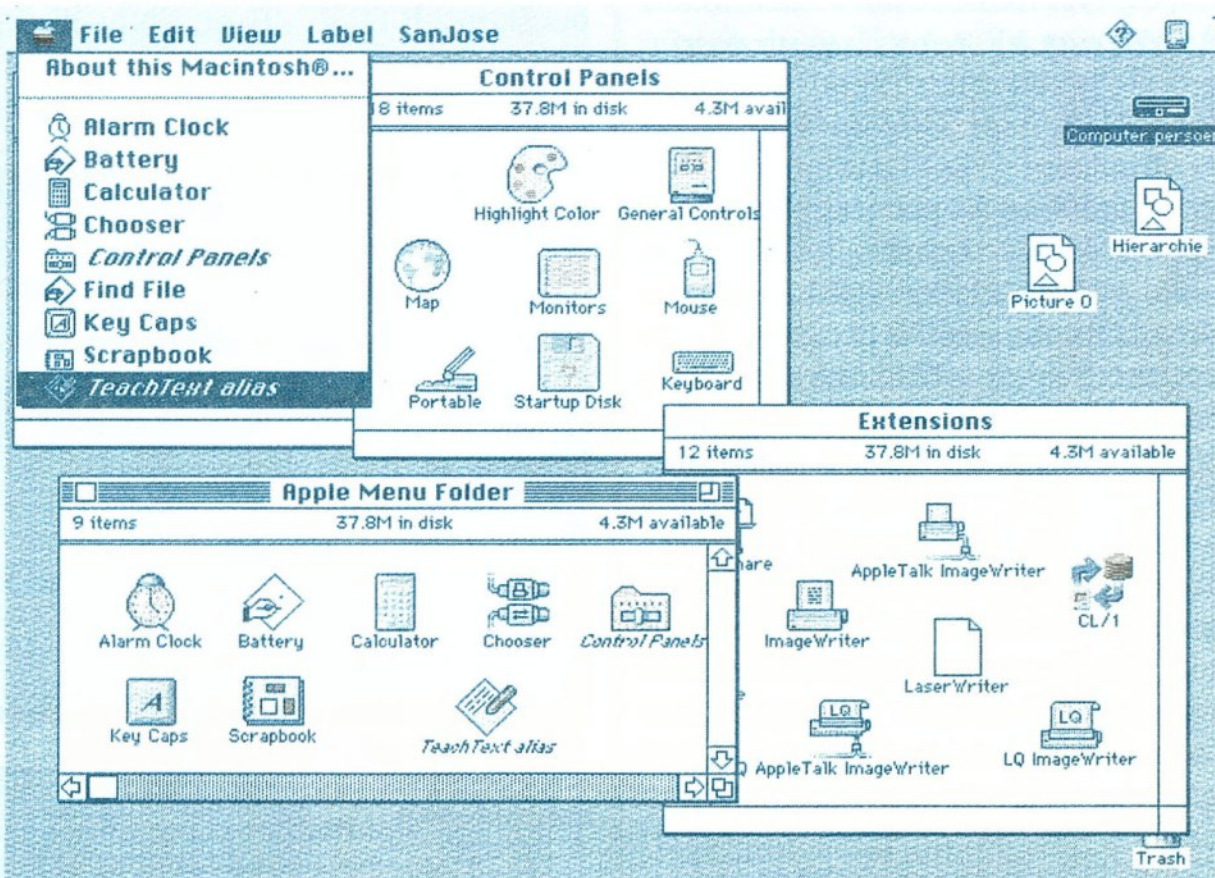 File Edit View Label SanJose
About this Macintosh®...
Alarm Clock
Battery
Calculator
Chooser
Control Panels
Find File
Key Caps
Scrapbook
TeachText alias
Control Panels
18 items 37.8M in disk 4.3M avail
Highlight Color General Controls
Map Monitors Mouse
Portable Startup Disk Keyboard
Computer persoer
Hierarchie
Picture 0
Extensions
12 items 37.8M in disk 4.3M available
hare AppleTalk ImageWriter
CL/1
ImageWriter
LaserWriter
LQ
LQ
Q AppleTalk ImageWriter LQ ImageWriter
Apple Menu Folder
9 items 37.8M in disk 4.3M available
Alarm Clock Battery Calculator Chooser Control Panels
A
Key Caps Scrapbook TeachText alias
Trash